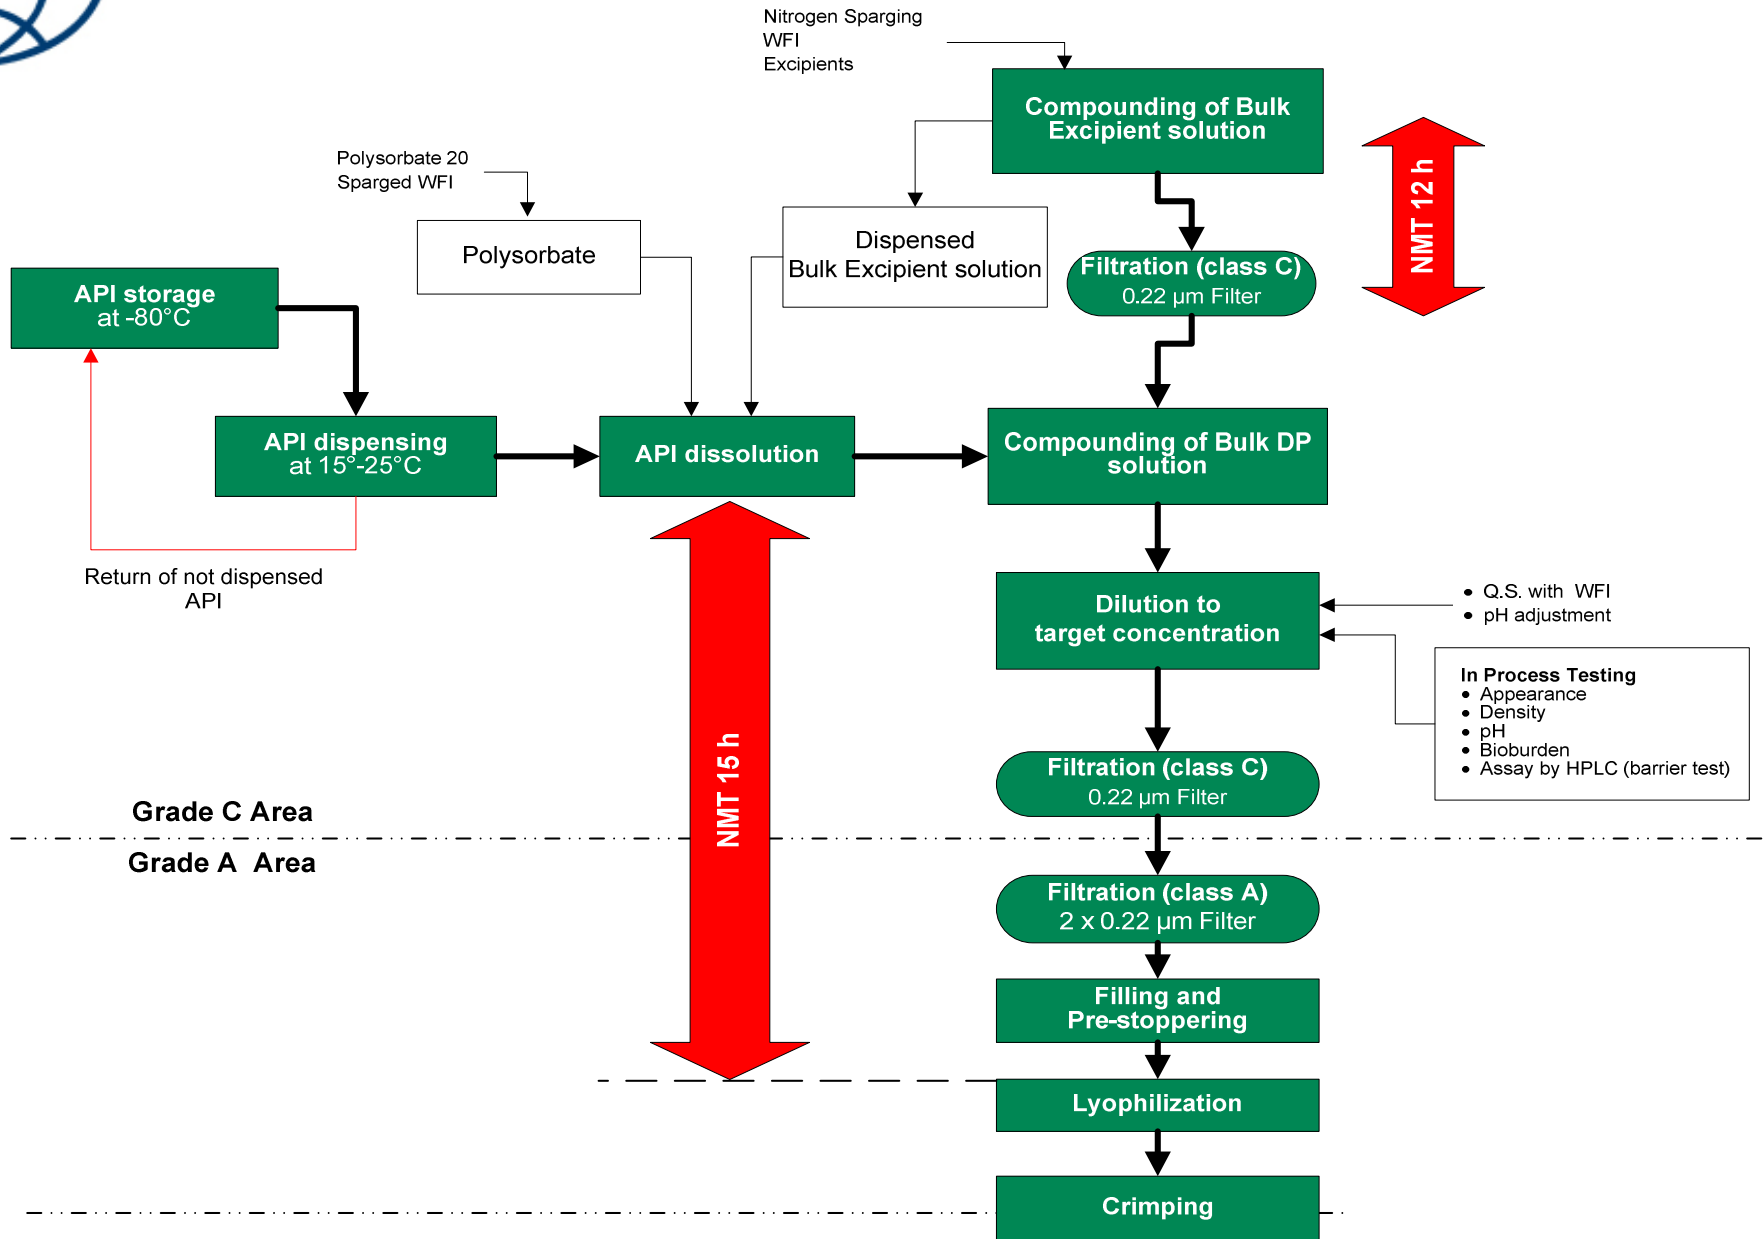 Nitrogen Sparging
WFI
Excipients
Compounding of Bulk
Excipient solution
NMT 12 h
Polysorbate 20
Sparged WFI
Polysorbate
Dispensed
Bulk Excipient solution
Filtration (class C)
0.22 µm Filter
API storage
at -80°C
API dispensing
at 15°-25°C
API dissolution
Compounding of Bulk DP
solution
Return of not dispensed
API
Dilution to
target concentration
• Q.S. with WFI
• pH adjustment
In Process Testing
• Appearance
• Density
• pH
• Bioburden
• Assay by HPLC (barrier test)
NMT 15 h
Filtration (class C)
0.22 µm Filter
Grade C Area
Grade A Area
Filtration (class A)
2 x 0.22 µm Filter
Filling and
Pre-stoppering
Lyophilization
Crimping